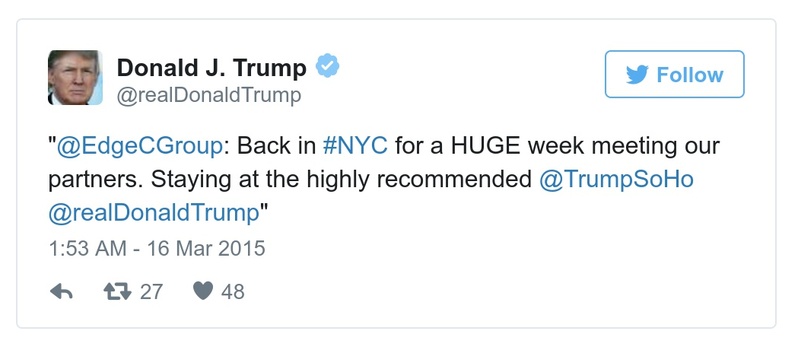 Donald J. Trump
@realDonaldTrump
Follow
"@EdgeCGroup: Back in #NYC for a HUGE week meeting our
partners. Staying at the highly recommended @TrumpSoHo
@realDonaldTrump"
1:53 AM - 16 Mar 2015
27 48